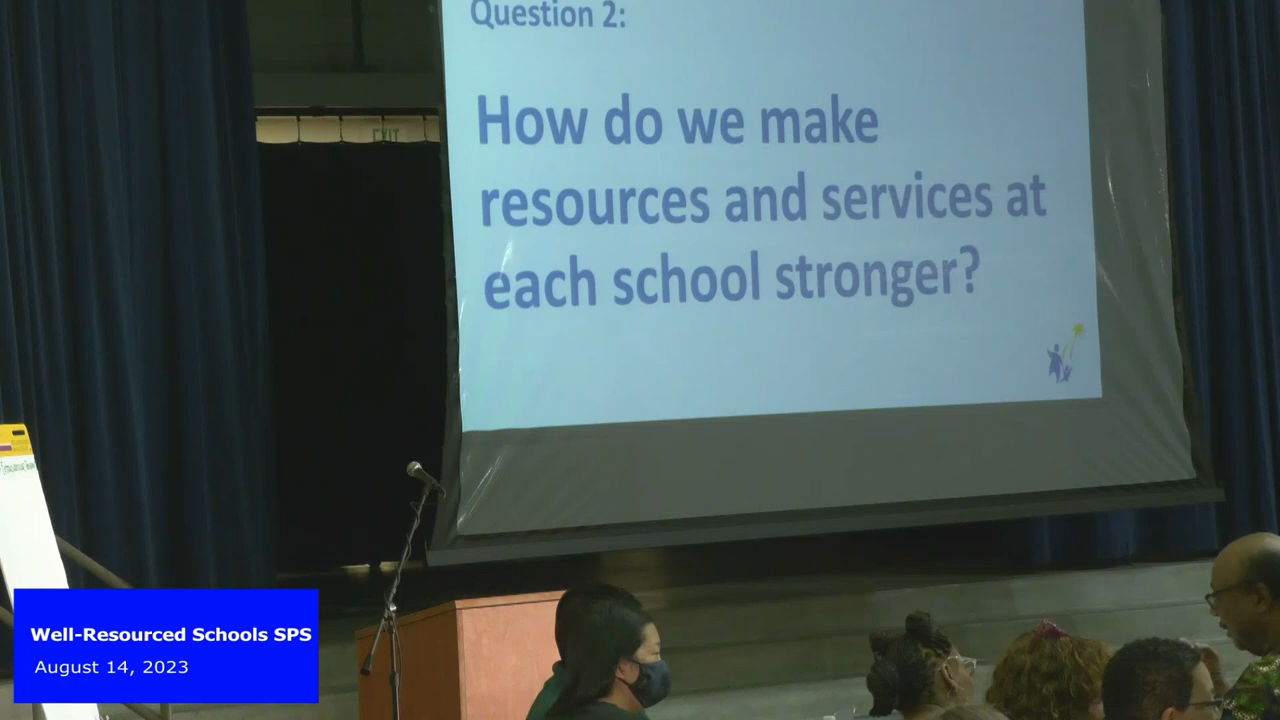 Question 2:
How do we make
resources and services at
each school stronger?
EXIT
Well-Resourced Schools SPS
August 14, 2023